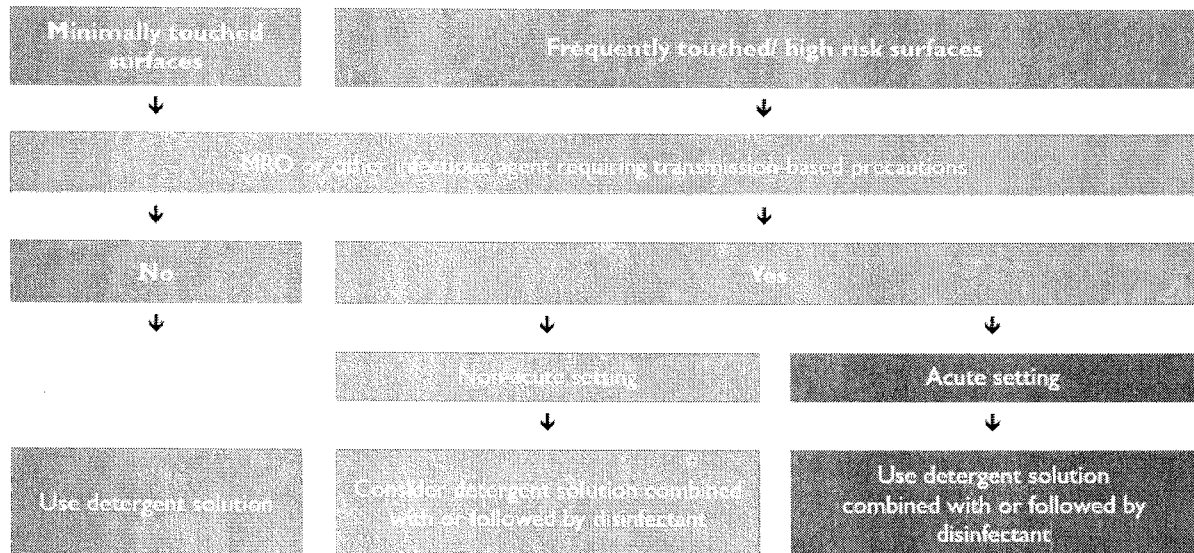 Minimally touched
surfaces
Frequently touched/ high risk surfaces
MRO or other infectious agent requiring transmission-based precautions
No
Yes
Non-acute setting
Acute setting
Use detergent solution
Consider detergent solution combined
with or followed by disinfectant
Use detergent solution
combined with or followed by
disinfectant